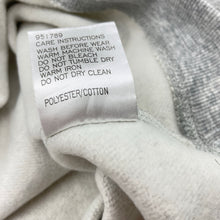 951789
CARE INSTRUCTIONS
WASH BEFORE WEAR
WARM MACHINE WASH
DO NOT BLEACH
DO NOT TUMBLE DRY
WARM IRON
DO NOT DRY CLEAN
POLYESTER/COTTON